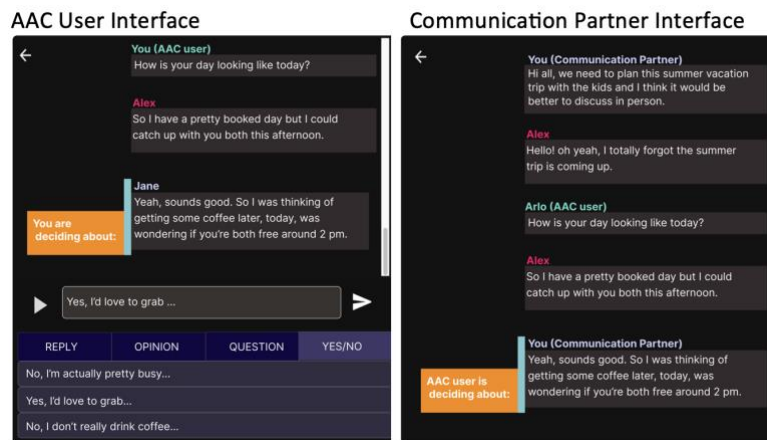 AAC User Interface
You (AAC user)
How is your day looking like today?
Alex
So I have a pretty booked day but I could
catch up with you both this afternoon.
Jane
Yeah, sounds good. So I was thinking of
getting some coffee later, today, was
wondering if you're both free around 2 pm.
You are
deciding about:
Yes, I'd love to grab ...
REPLY OPINION QUESTION YES/NO
No, I'm actually pretty busy...
Yes, I'd love to grab...
No, I don't really drink coffee...
Communication Partner Interface
You (Communication Partner)
Hi all, we need to plan this summer vacation
trip with the kids and I think it would be
better to discuss in person.
Alex
Hello! oh yeah, I totally forgot the summer
trip is coming up.
Arlo (AAC user)
How is your day looking like today?
Alex
So I have a pretty booked day but I could
catch up with you both this afternoon.
You (Communication Partner)
Yeah, sounds good. So I was thinking of
getting some coffee later, today, was
wondering if you're both free around 2 pm.
AAC user is
deciding about: